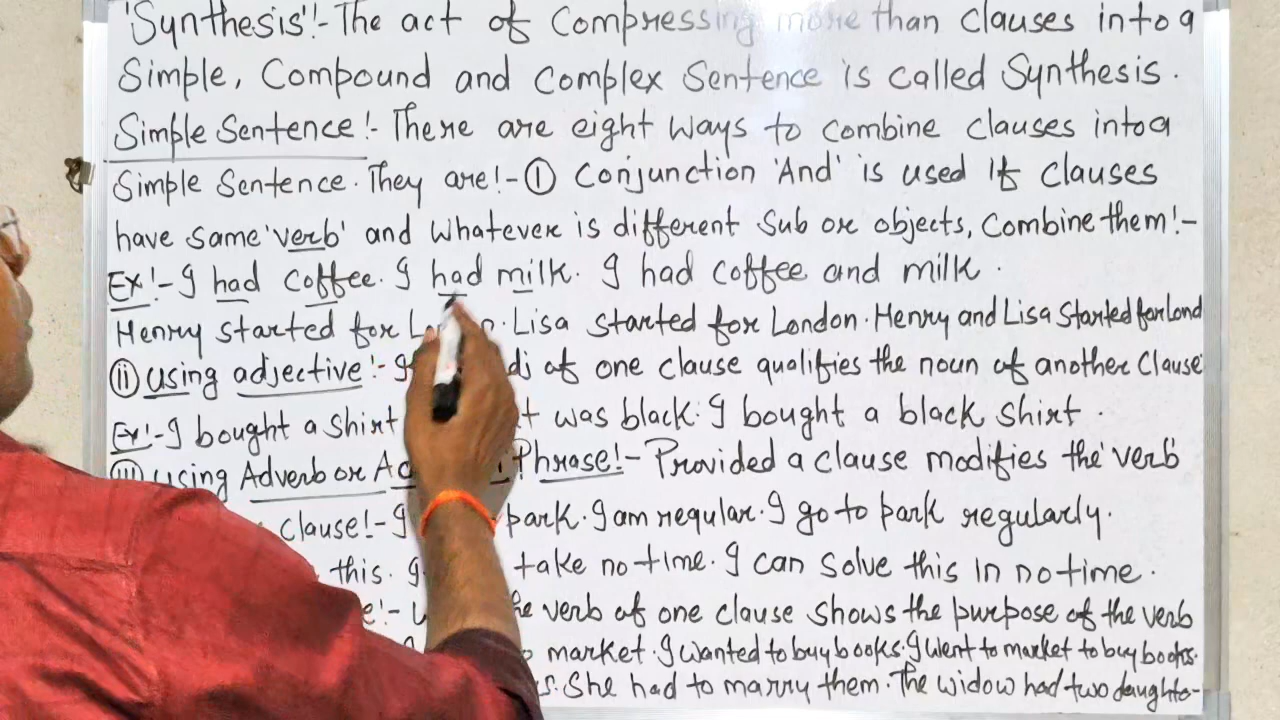 'Synthesis'!- The act of Compressing more than clauses into a
Simple, Compound and Complex Sentence is called Synthesis.
Simple Sentence!- There are eight ways to combine clauses into a
Simple Sentence. They are!- ① Conjunction 'And' is used If clauses
have same 'verb' and whatever is different Sub or objects, Combine them!-
Ex!- I had coffee. I had milk. I had coffee and milk.
Henry started for Lisa started for London. Henry and Lisa Started for Lond
(ii) using adjective!- of one clause qualifies the noun of another Clause
Ex!- I bought a shirt was black. I bought a black Shirt.
(iii) using Adverb or Phrase!- Provided a clause modifies the 'verb'
clause!- I park. I am regular. I go to park regularly.
this. take no time. I can Solve this in no time.
verb of one clause shows the purpose of the verb
market. I wanted to buy books. I went to market to buy books.
She had to marry them. The widow had two daughte-